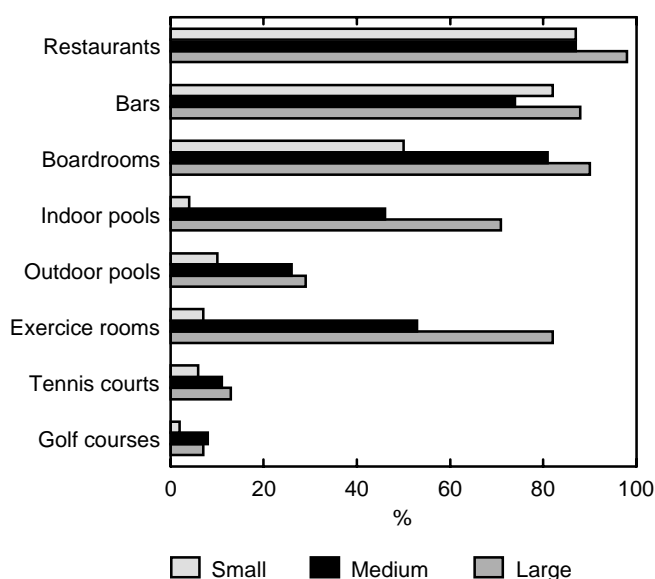 Restaurants
Bars
Boardrooms
Indoor pools
Outdoor pools
Exercice rooms
Tennis courts
Golf courses
0 20 40 60 80 100
%
Small Medium Large